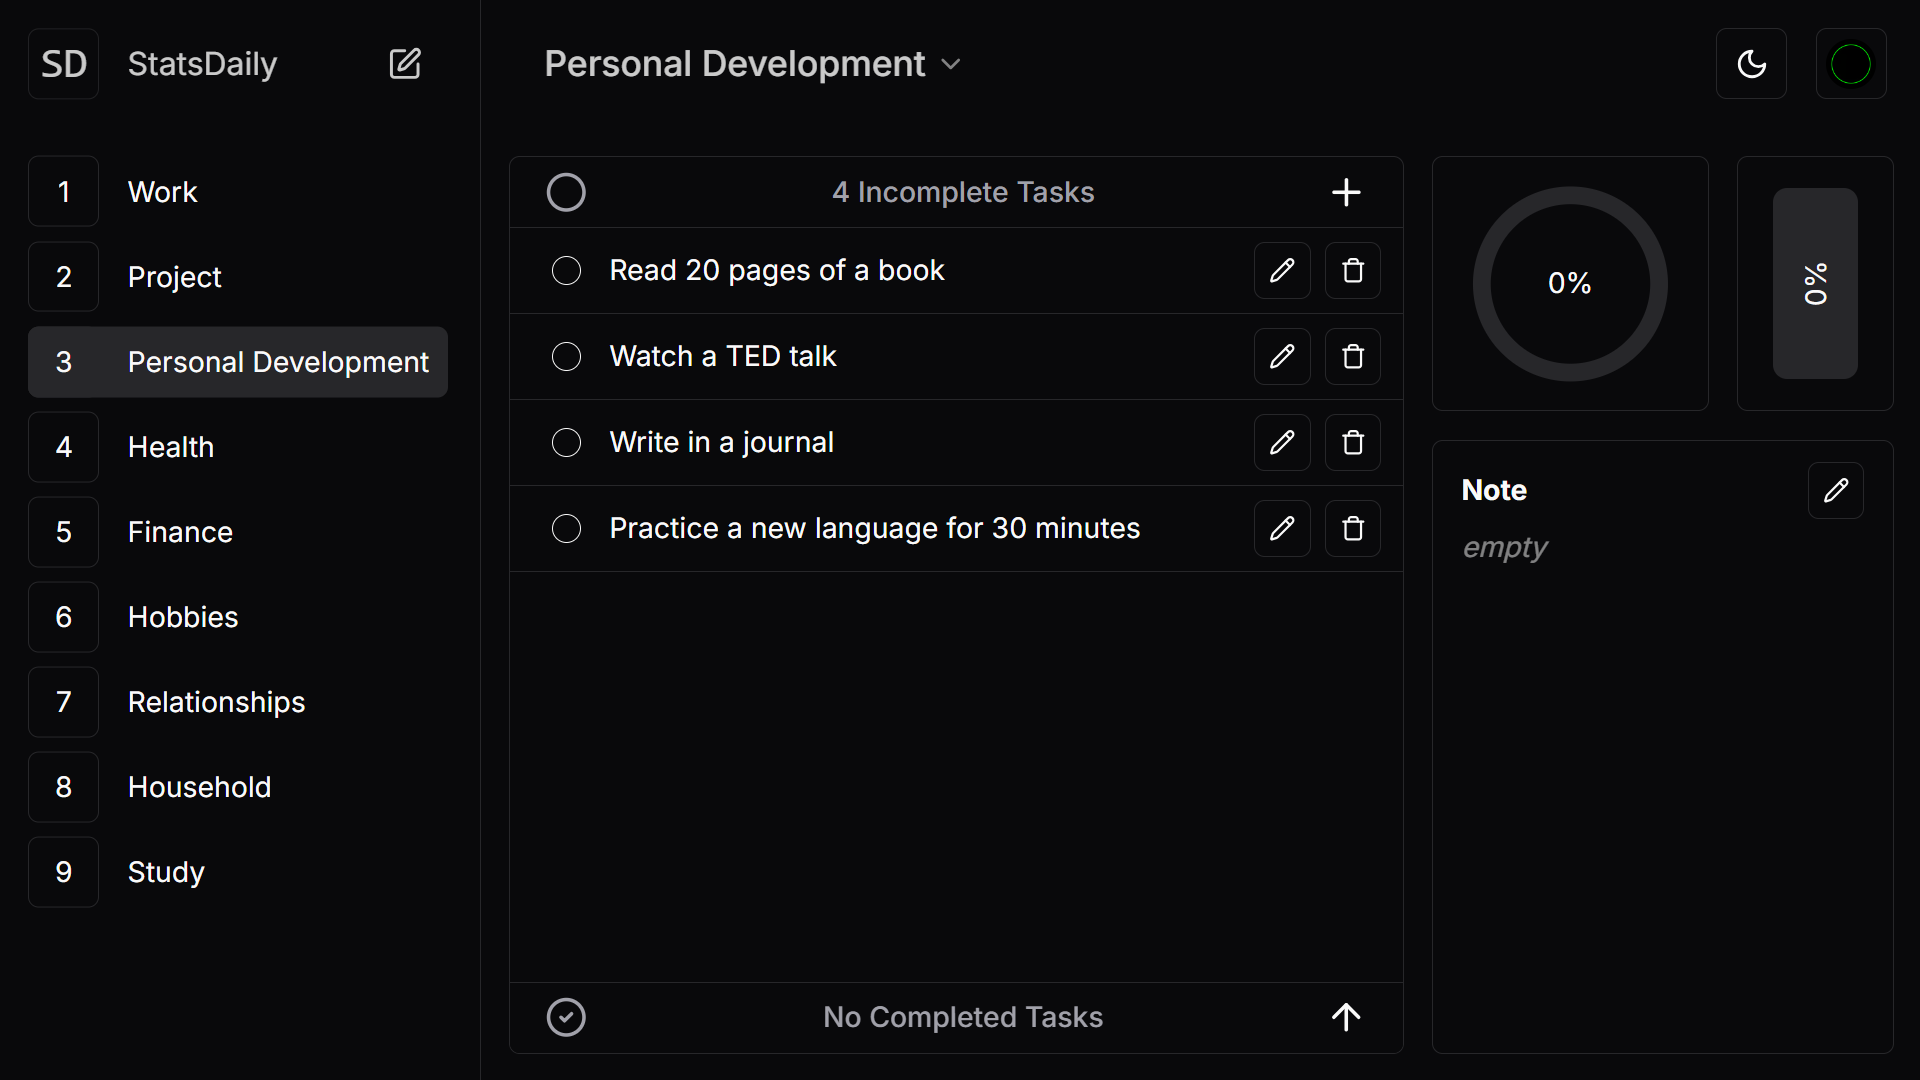 SD StatsDaily
1 Work
2 Project
3 Personal Development
4 Health
5 Finance
6 Hobbies
7 Relationships
8 Household
9 Study
Personal Development
4 Incomplete Tasks
Read 20 pages of a book
Watch a TED talk
Write in a journal
Practice a new language for 30 minutes
No Completed Tasks
0%
0%
Note
empty